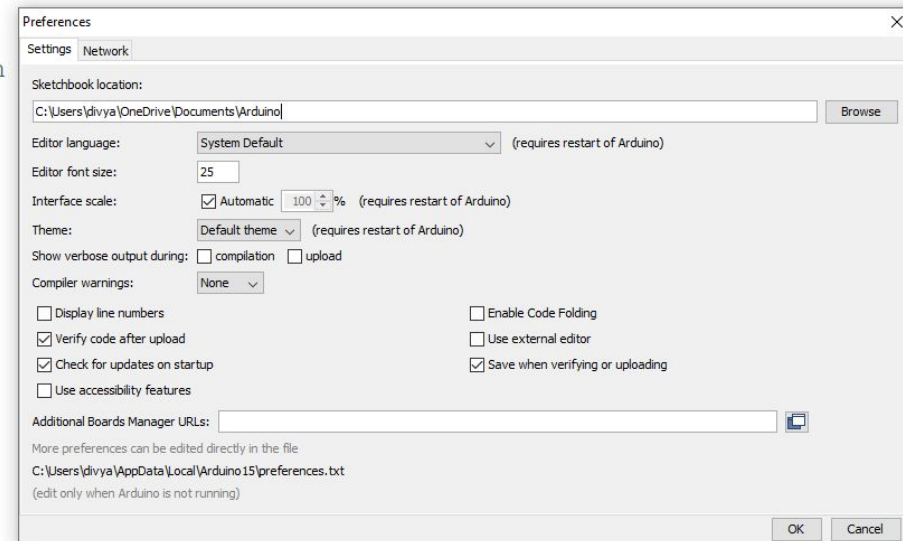 Preferences
Settings Network
Sketchbook location:
C:\Users\divya\OneDrive\Documents\Arduino Browse
Editor language: System Default (requires restart of Arduino)
Editor font size: 25
Interface scale: Automatic 100 % (requires restart of Arduino)
Theme: Default theme (requires restart of Arduino)
Show verbose output during: compilation upload
Compiler warnings: None
Display line numbers Enable Code Folding
Verify code after upload Use external editor
Check for updates on startup Save when verifying or uploading
Use accessibility features
Additional Boards Manager URLs:
More preferences can be edited directly in the file
C:\Users\divya\AppData\Local\Arduino15\preferences.txt
(edit only when Arduino is not running)
OK Cancel